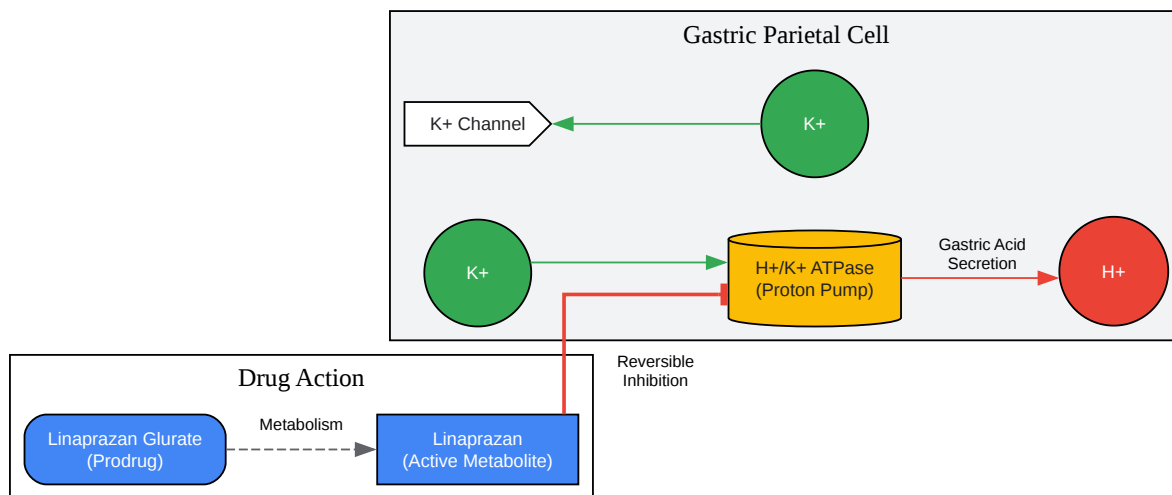 Gastric Parietal Cell
K+ Channel
K+
K+
H+/K+ ATPase
(Proton Pump)
Gastric Acid
Secretion
H+
Reversible
Inhibition
Drug Action
Linaprazan Glurate
(Prodrug)
Metabolism
Linaprazan
(Active Metabolite)